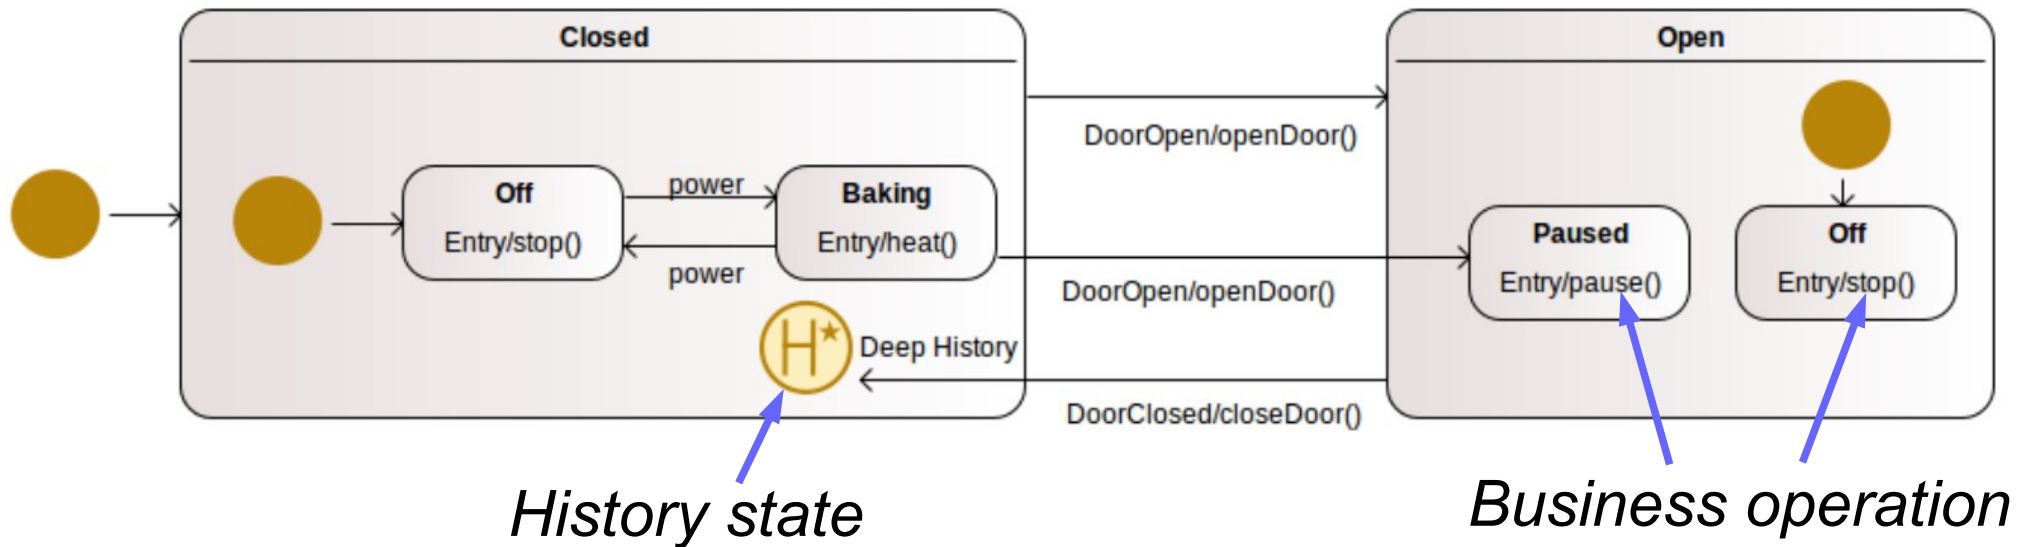 Closed
Open
DoorOpen/openDoor()
Off
Entry/stop()
power
power
Baking
Entry/heat()
DoorOpen/openDoor()
Paused
Entry/pause()
Off
Entry/stop()
H
Deep History
DoorClosed/closeDoor()
History state
Business operation